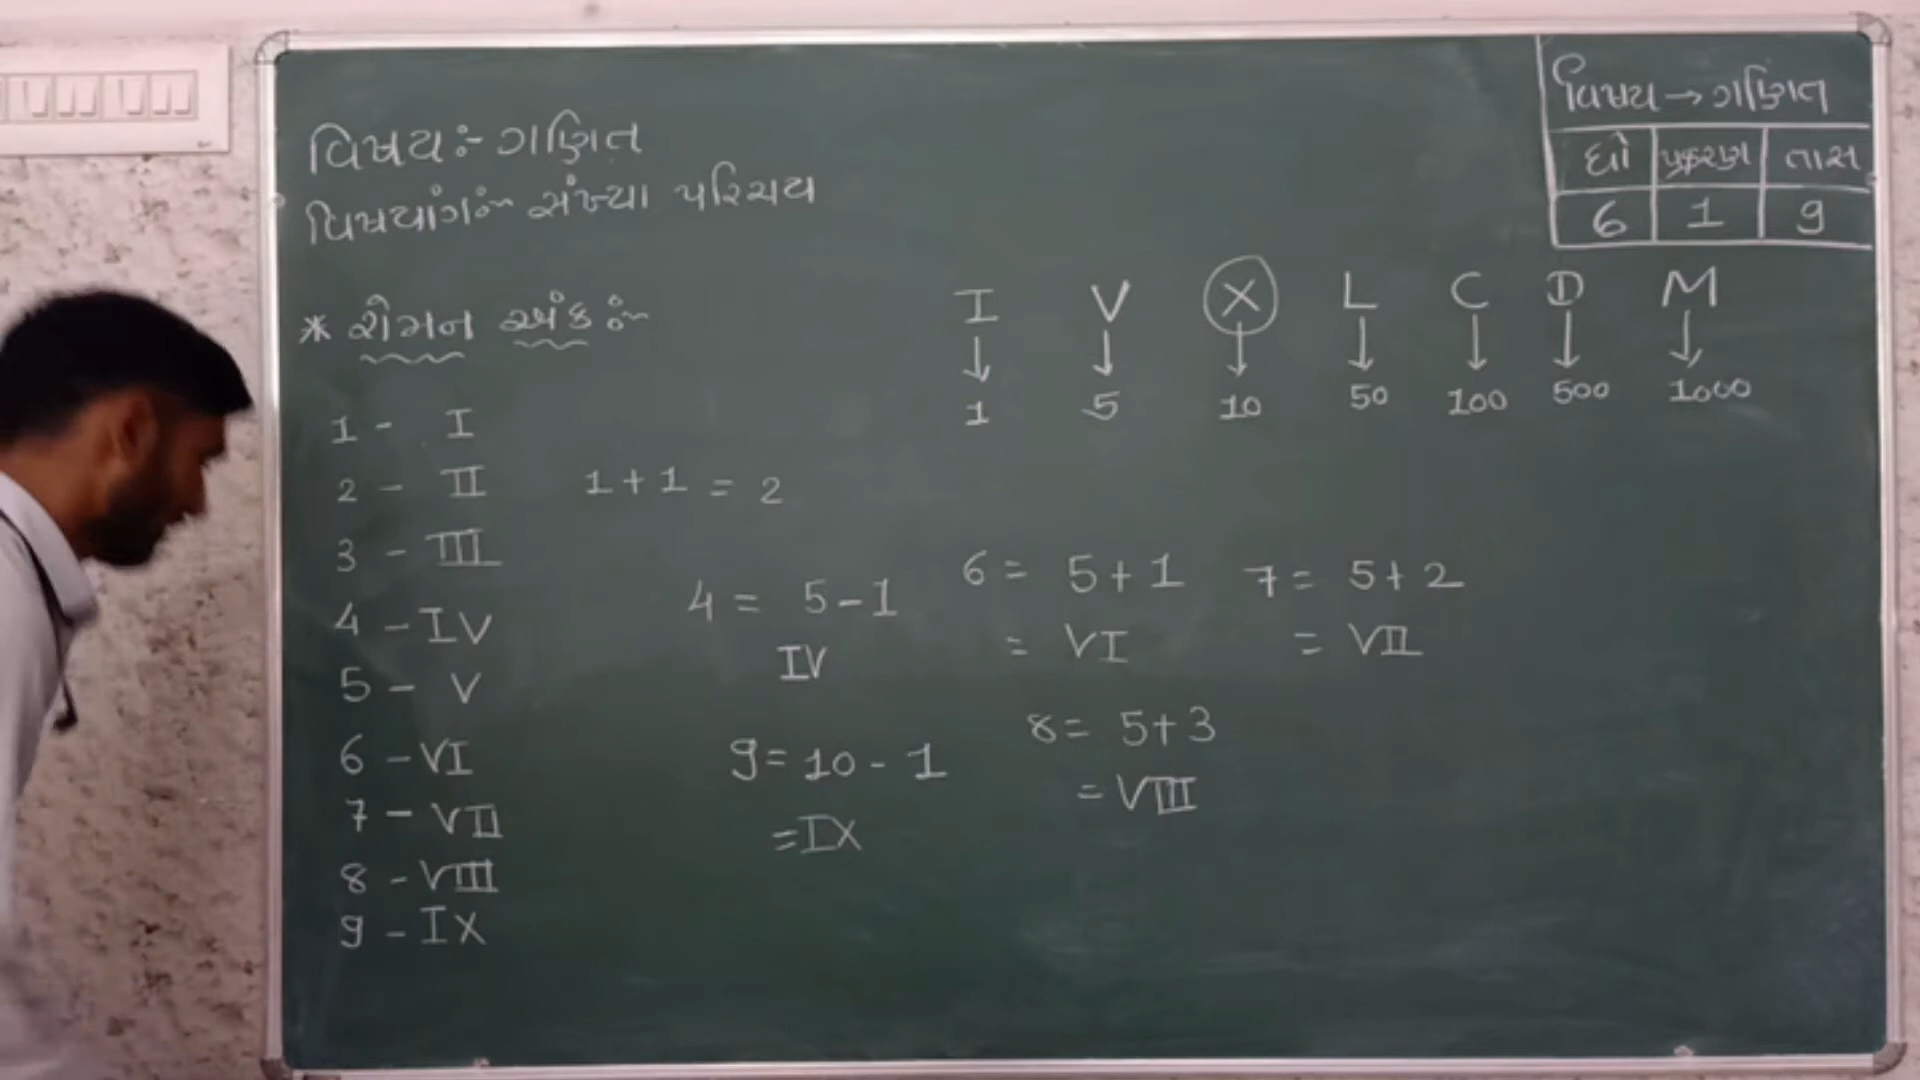 વિષય:- ગણિત
વિષયાંગ:- સંખ્યા પરિચય
* રોમન અંક :-
1 - I
2 - II
3 - III
4 - IV
5 - V
6 - VI
7 - VII
8 - VIII
9 - IX
1 + 1 = 2
4 = 5 - 1
IV
9 = 10 - 1
= IX
6 = 5 + 1
= VI
7 = 5 + 2
= VII
8 = 5 + 3
= VIII
I V X L C D M
↓ ↓ ↓ ↓ ↓ ↓ ↓
1 5 10 50 100 500 1000
વિષય → ગણિત
ધો પ્રકરણ તાસ
6 1 9